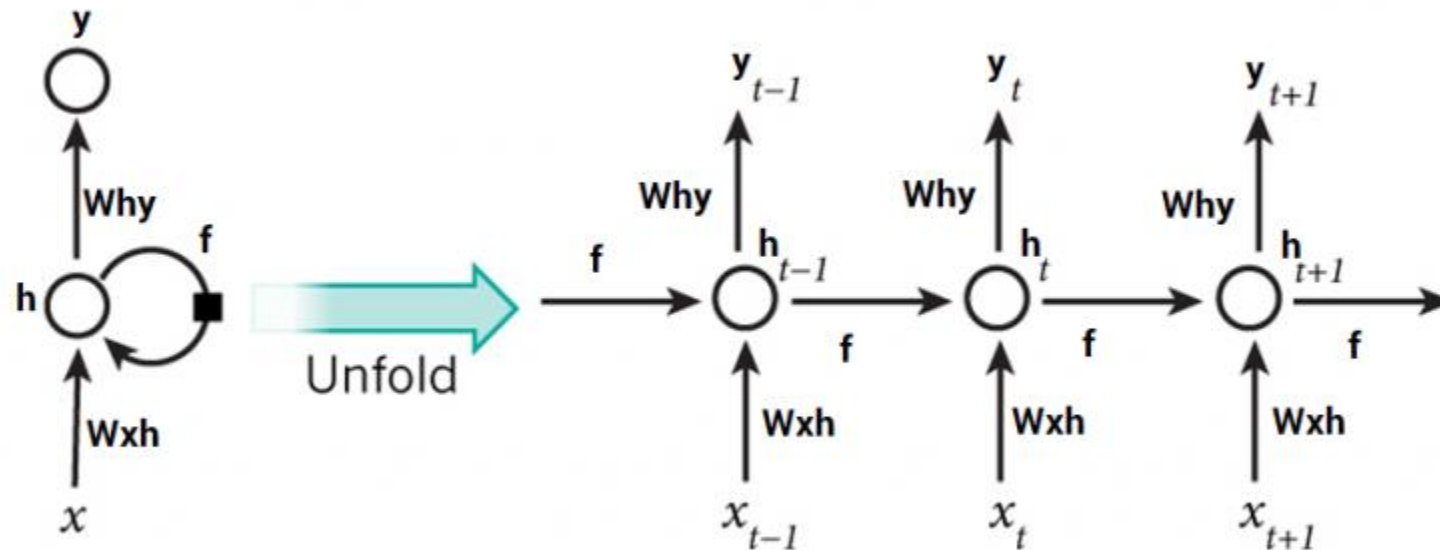 y
Why
f
h
Wxh
x
Unfold
y t−1
y t
y t+1
Why
Why
Why
f
h t−1
h t
h t+1
f
f
f
Wxh
Wxh
Wxh
x t−1
x t
x t+1